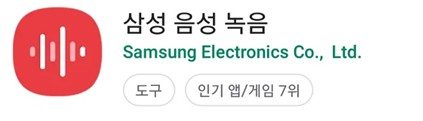 삼성 음성 녹음
Samsung Electronics Co., Ltd.
도구
인기 앱/게임 7위